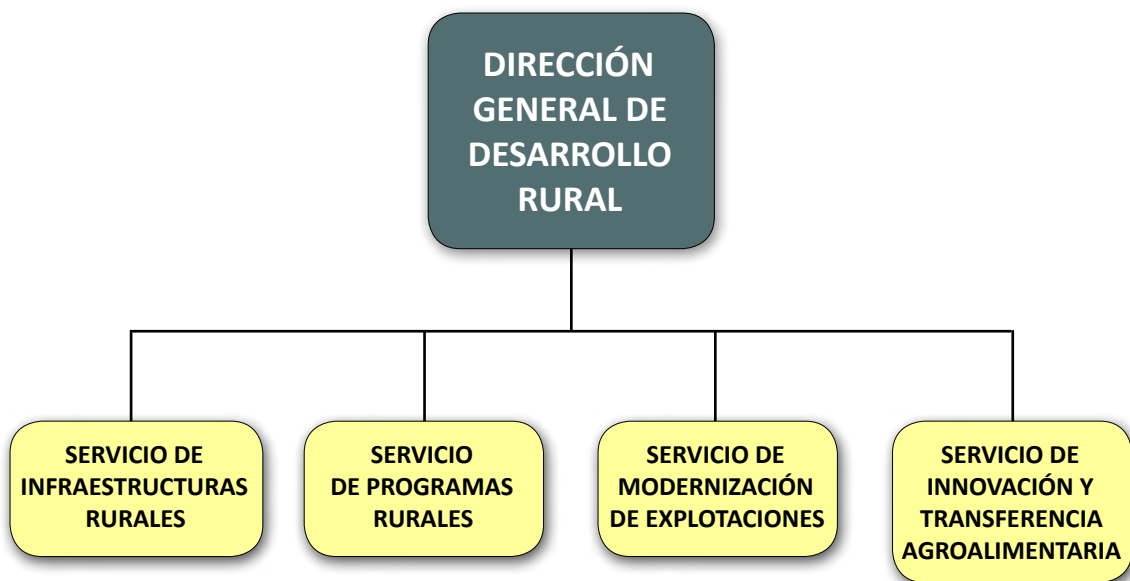 DIRECCIÓN
GENERAL DE
DESARROLLO
RURAL
SERVICIO DE
INFRAESTRUCTURAS
RURALES
SERVICIO
DE PROGRAMAS
RURALES
SERVICIO DE
MODERNIZACIÓN
DE EXPLOTACIONES
SERVICIO DE
INNOVACIÓN Y
TRANSFERENCIA
AGROALIMENTARIA